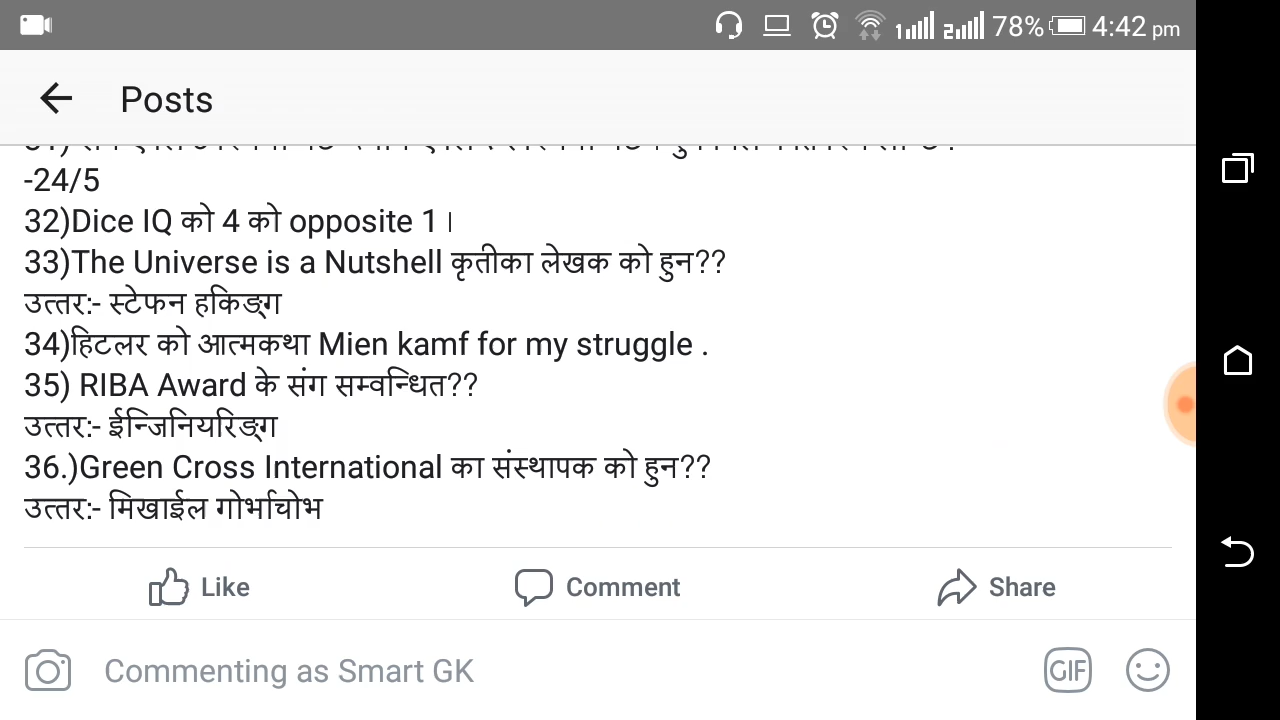 78% 4:42 pm
Posts
-24/5
32)Dice IQ को 4 को opposite 1।
33)The Universe is a Nutshell कृतीका लेखक को हुन??
उत्तर:- स्टेफन हकिङ्ग
34)हिटलर को आत्मकथा Mien kamf for my struggle .
35) RIBA Award के संग सम्वन्धित??
उत्तर:- ईन्जिनियरिङ्ग
36.)Green Cross International का संस्थापक को हुन??
उत्तर:- मिखाईल गोर्भाचोभ
Like Comment Share
Commenting as Smart GK GIF